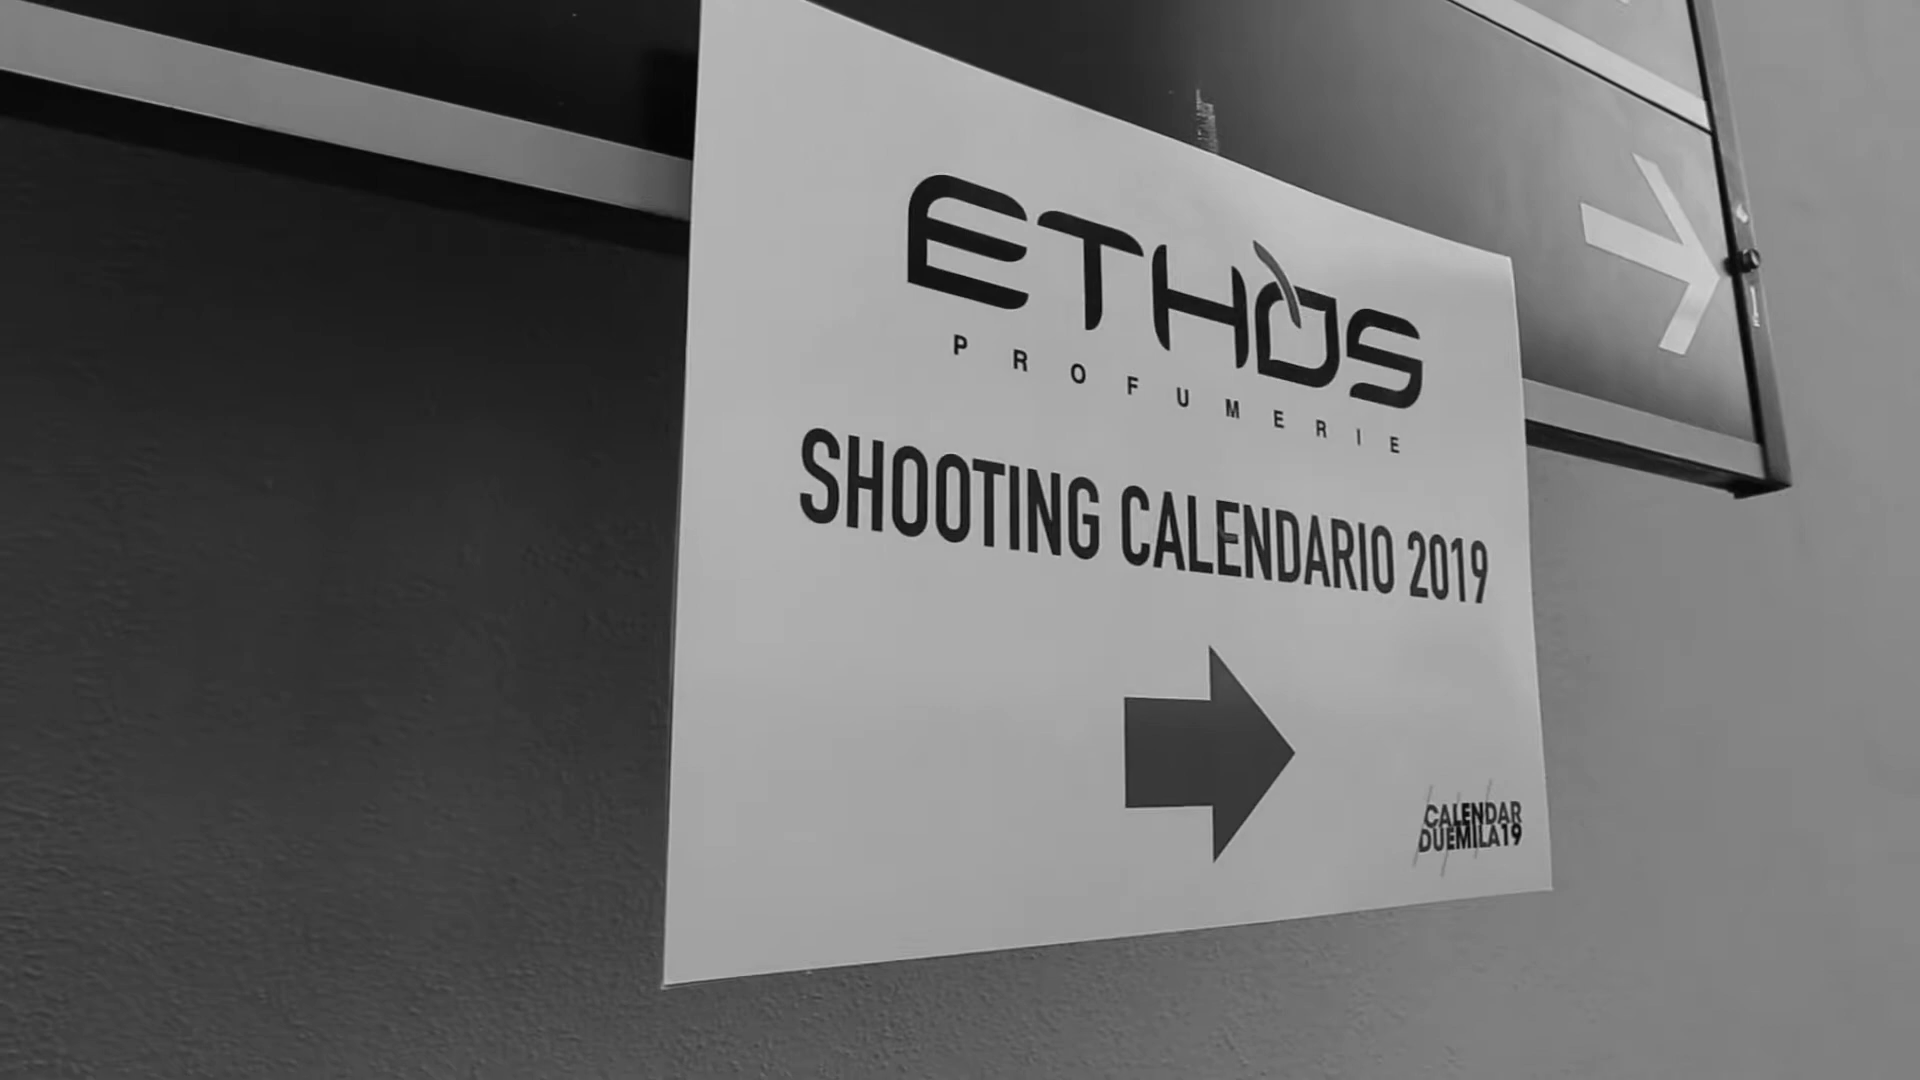 ETHOS
PROFUMERIE
SHOOTING CALENDARIO 2019
CALENDAR
DUEMILA19